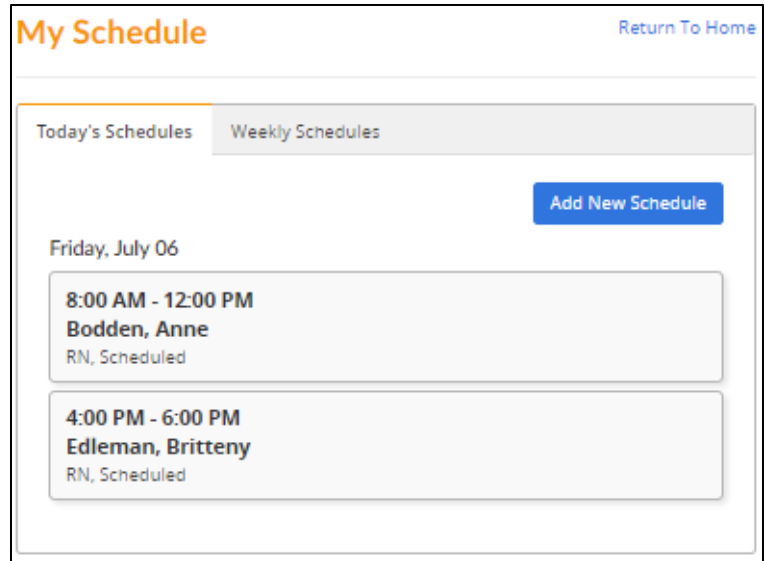 My Schedule
Return To Home
Today's Schedules
Weekly Schedules
Add New Schedule
Friday, July 06
8:00 AM - 12:00 PM
Bodden, Anne
RN, Scheduled
4:00 PM - 6:00 PM
Edleman, Britteny
RN, Scheduled